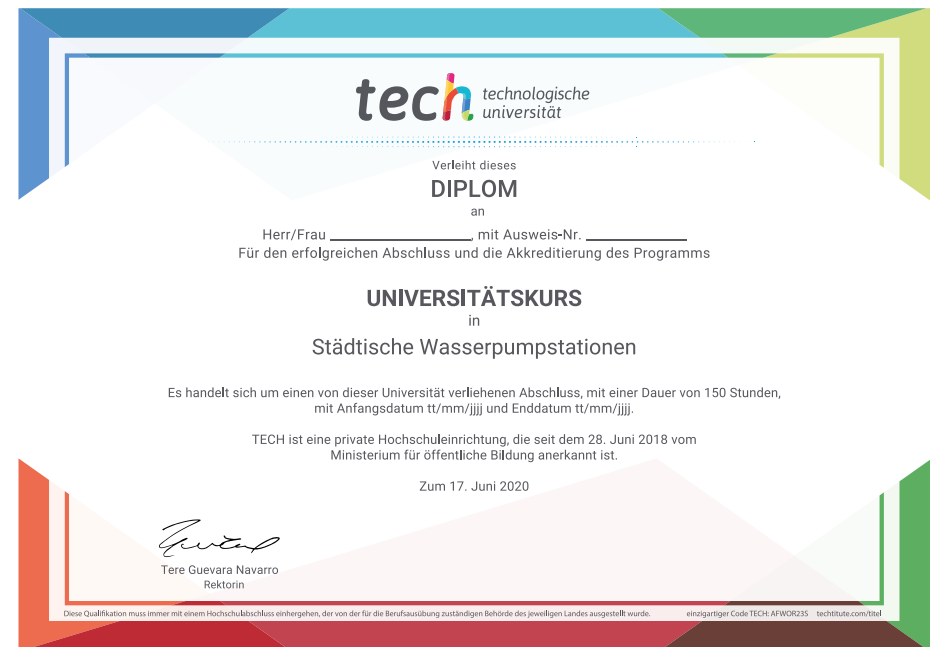 tech technologische
universität
Verleiht dieses
DIPLOM
an
Herr/Frau ____________________, mit Ausweis-Nr. ______________
Für den erfolgreichen Abschluss und die Akkreditierung des Programms
UNIVERSITÄTSKURS
in
Städtische Wasserpumpstationen
Es handelt sich um einen von dieser Universität verliehenen Abschluss, mit einer Dauer von 150 Stunden,
mit Anfangsdatum tt/mm/jjjj und Enddatum tt/mm/jjjj.
TECH ist eine private Hochschuleinrichtung, die seit dem 28. Juni 2018 vom
Ministerium für öffentliche Bildung anerkannt ist.
Zum 17. Juni 2020
Tere Guevara Navarro
Rektorin
Diese Qualifikation muss immer mit einem Hochschulabschluss einhergehen, der von der für die Berufsausübung zuständigen Behörde des jeweiligen Landes ausgestellt wurde. einzigartiger Code TECH: AFWOR23S techtitute.com/titel